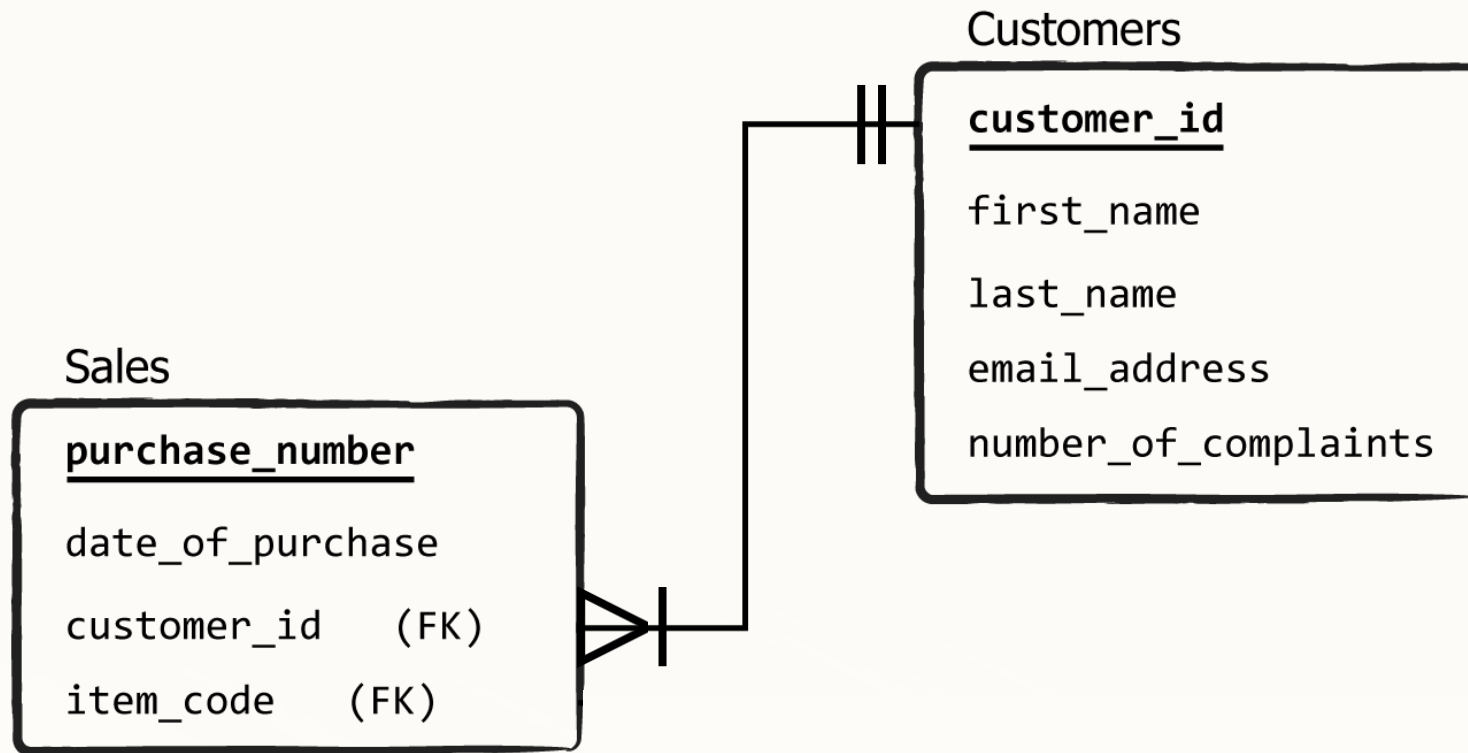 Customers
customer_id
first_name
last_name
email_address
number_of_complaints
Sales
purchase_number
date_of_purchase
customer_id (FK)
item_code (FK)